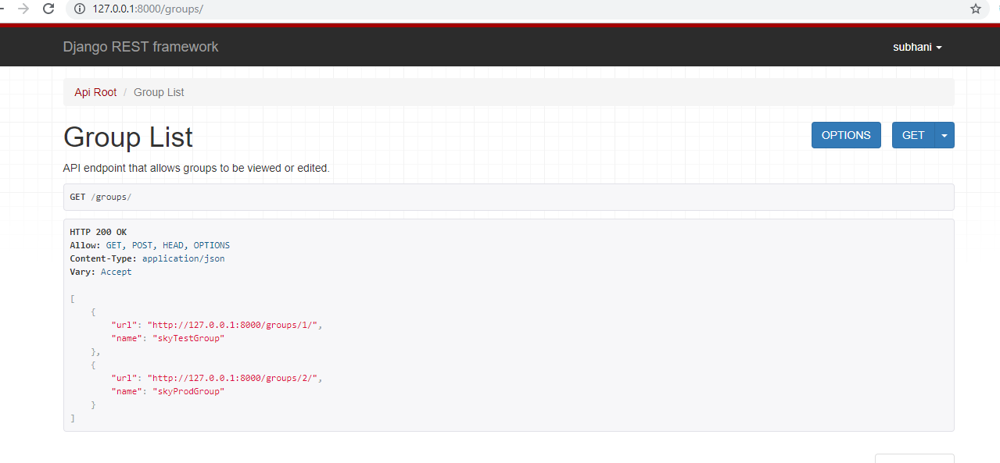 127.0.0.1:8000/groups/
Django REST framework
subhani
Api Root / Group List
Group List
OPTIONS
GET
API endpoint that allows groups to be viewed or edited.
GET /groups/
HTTP 200 OK
Allow: GET, POST, HEAD, OPTIONS
Content-Type: application/json
Vary: Accept
[
    {
        "url": "http://127.0.0.1:8000/groups/1/",
        "name": "skyTestGroup"
    },
    {
        "url": "http://127.0.0.1:8000/groups/2/",
        "name": "skyProdGroup"
    }
]